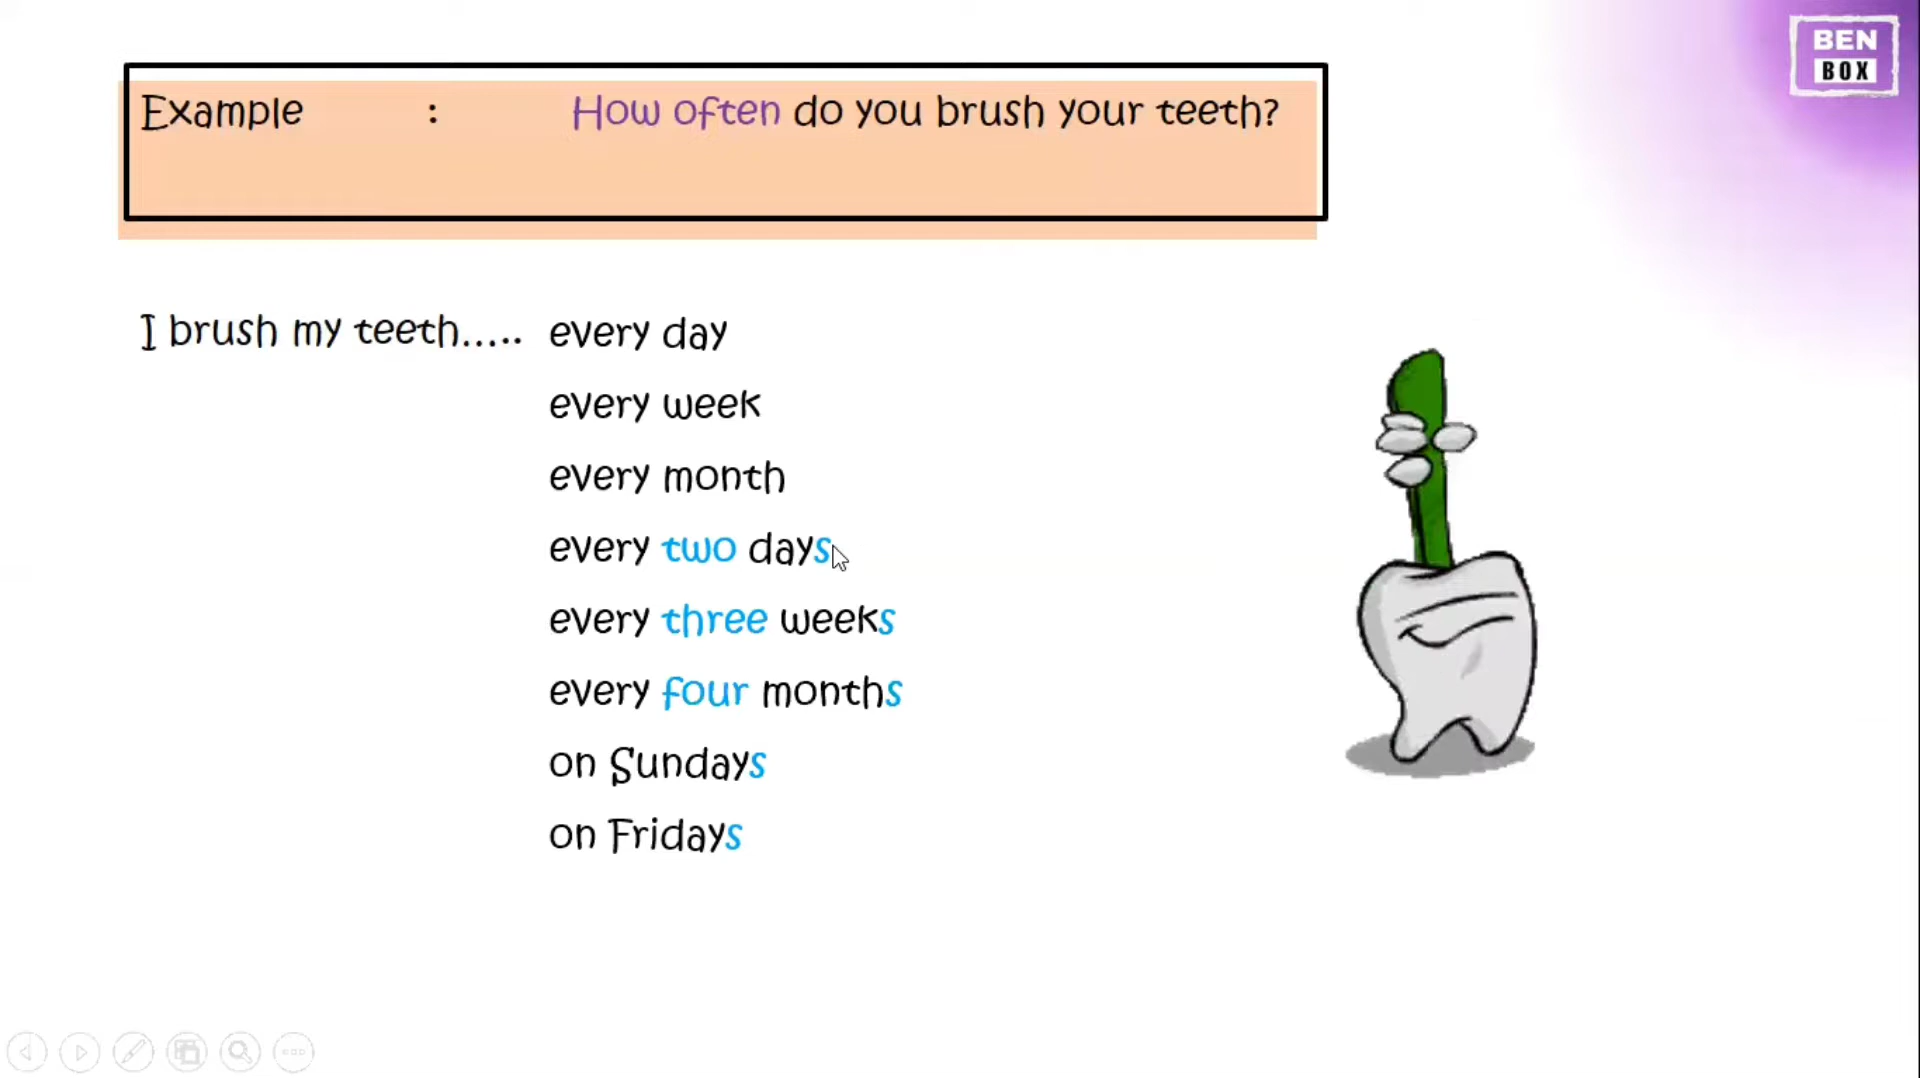 BEN
BOX
Example : How often do you brush your teeth?
I brush my teeth..... every day
every week
every month
every two days
every three weeks
every four months
on Sundays
on Fridays